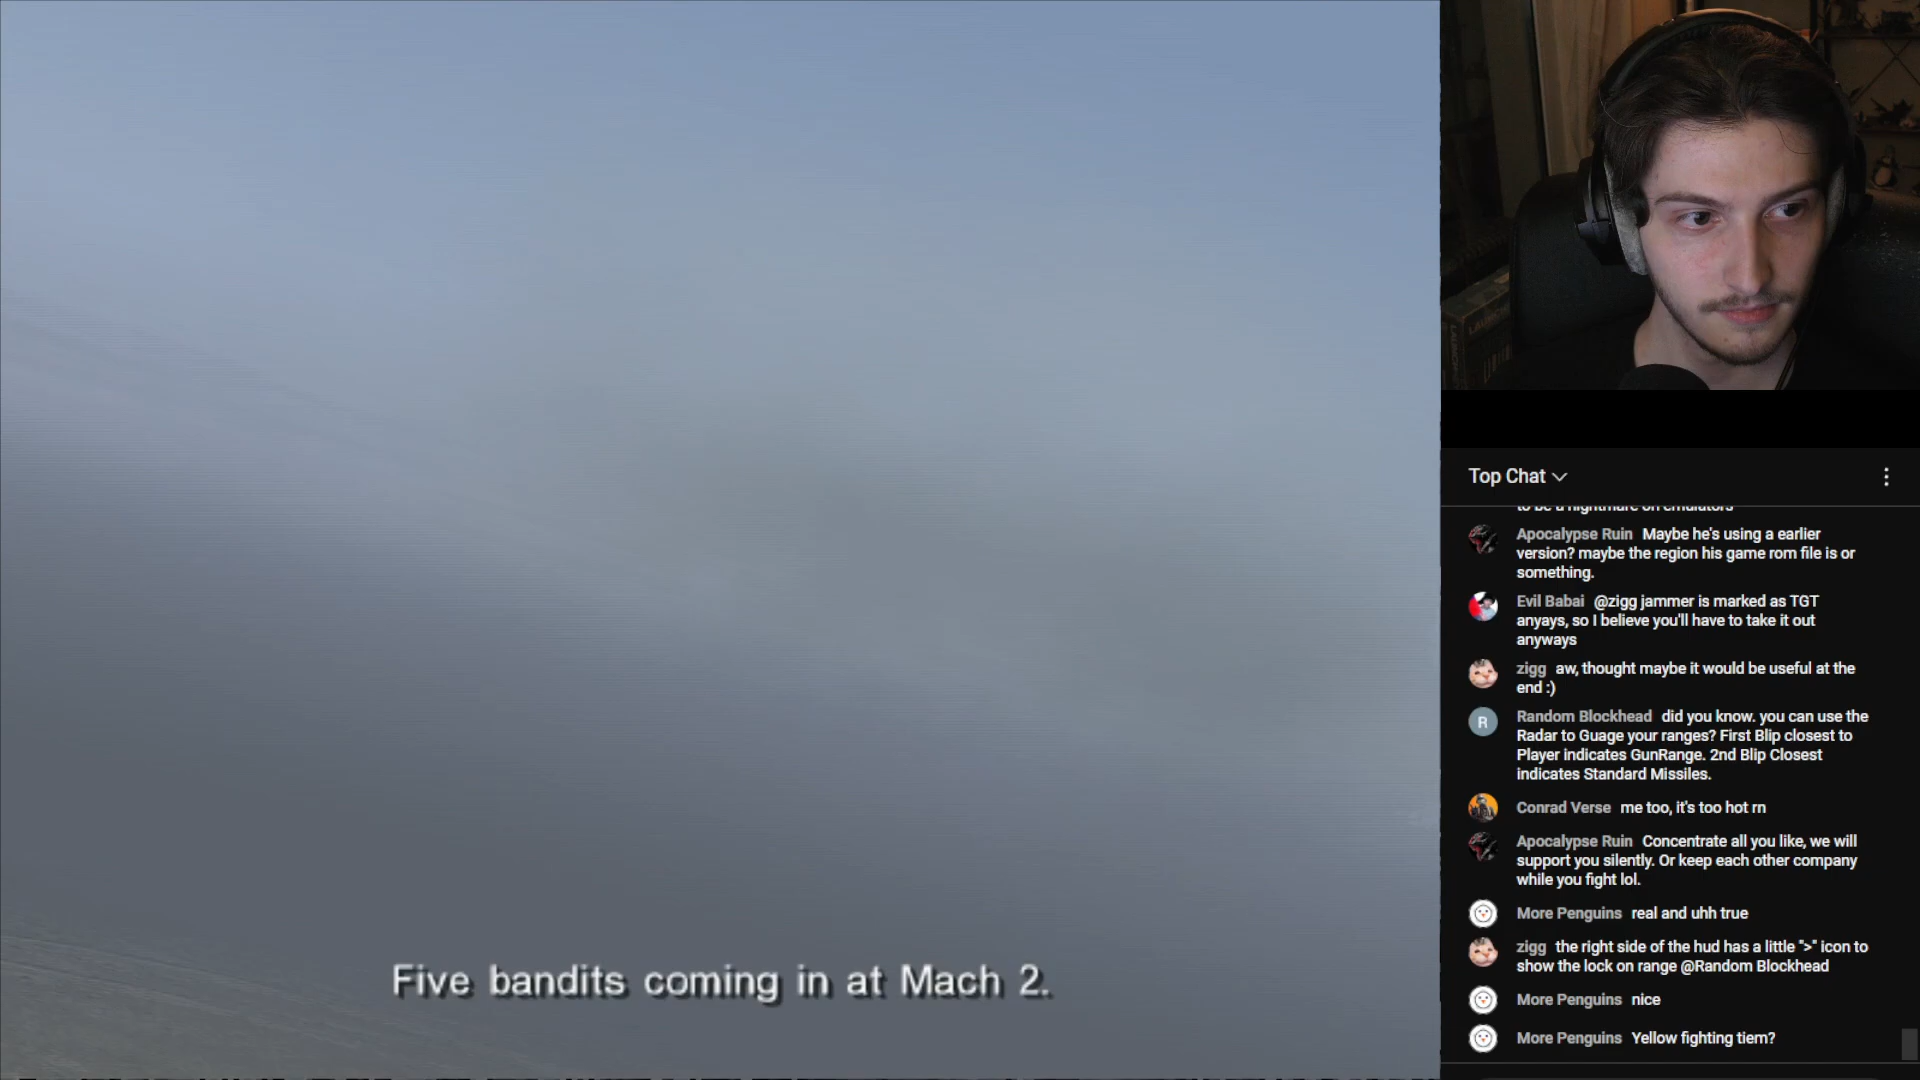 Five bandits coming in at Mach 2.
Top Chat
to be a nightmare on emulators
Apocalypse Ruin Maybe he's using a earlier
version? maybe the region his game rom file is or
something.
Evil Babai @zigg jammer is marked as TGT
anyays, so I believe you'll have to take it out
anyways
zigg aw, thought maybe it would be useful at the
end :)
R
Random Blockhead did you know. you can use the
Radar to Guage your ranges? First Blip closest to
Player indicates GunRange. 2nd Blip Closest
indicates Standard Missiles.
Conrad Verse me too, it's too hot rn
Apocalypse Ruin Concentrate all you like, we will
support you silently. Or keep each other company
while you fight lol.
More Penguins real and uhh true
zigg the right side of the hud has a little ">" icon to
show the lock on range @Random Blockhead
More Penguins nice
More Penguins Yellow fighting tiem?